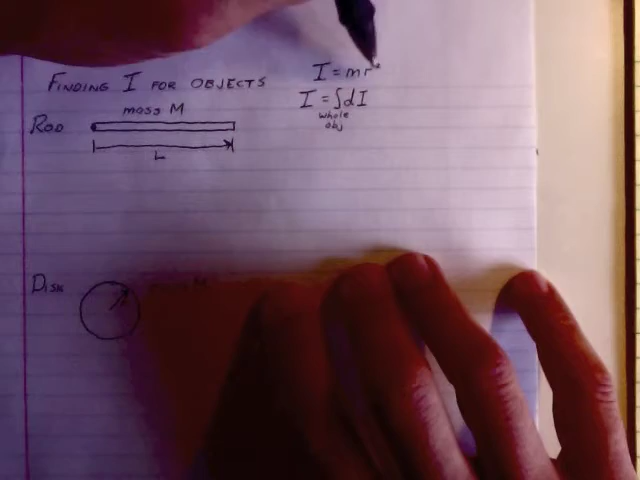 FINDING I FOR OBJECTS
I = mr²
I = ∫dI
whole
obj
mass M
ROD
L
DISK
R
M